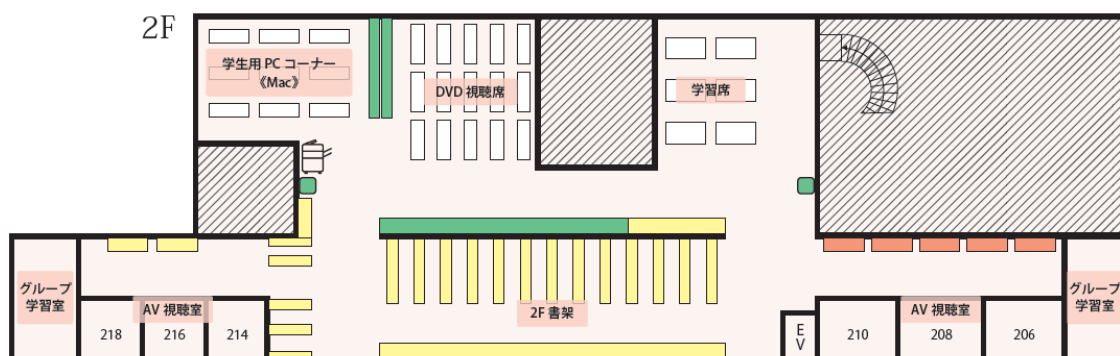 2F
学生用 PC コーナー
《Mac》
DVD 視聴席
学習席
グループ
学習室
AV 視聴室
218
216
214
2F 書架
E
V
210
AV 視聴室
208
206
グループ
学習室